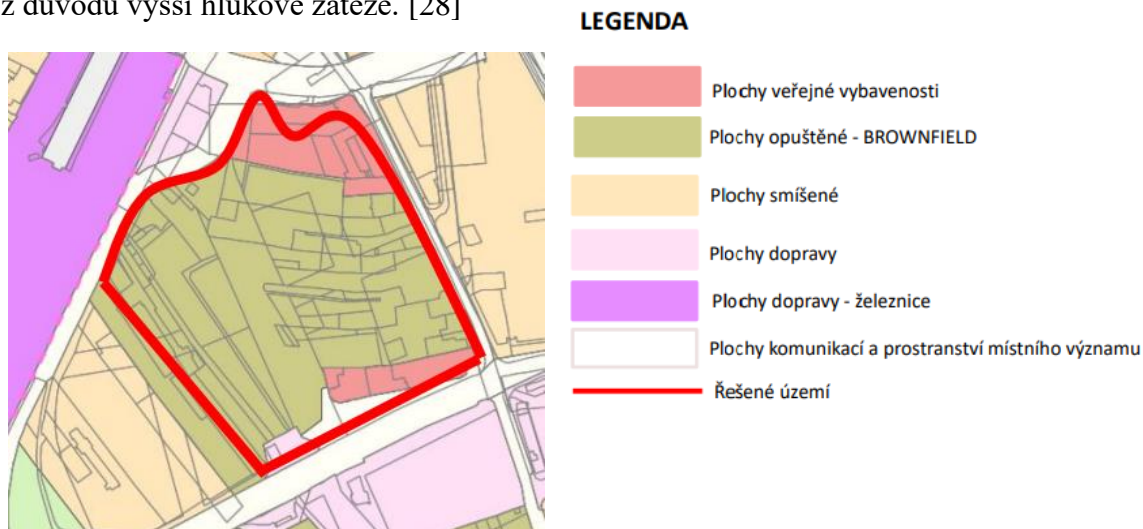 z důvodu vyšší hlukové zátěže. [28]
LEGENDA
Plochy veřejné vybavenosti
Plochy opuštěné - BROWNFIELD
Plochy smíšené
Plochy dopravy
Plochy dopravy - železnice
Plochy komunikací a prostranství místního významu
Řešené území